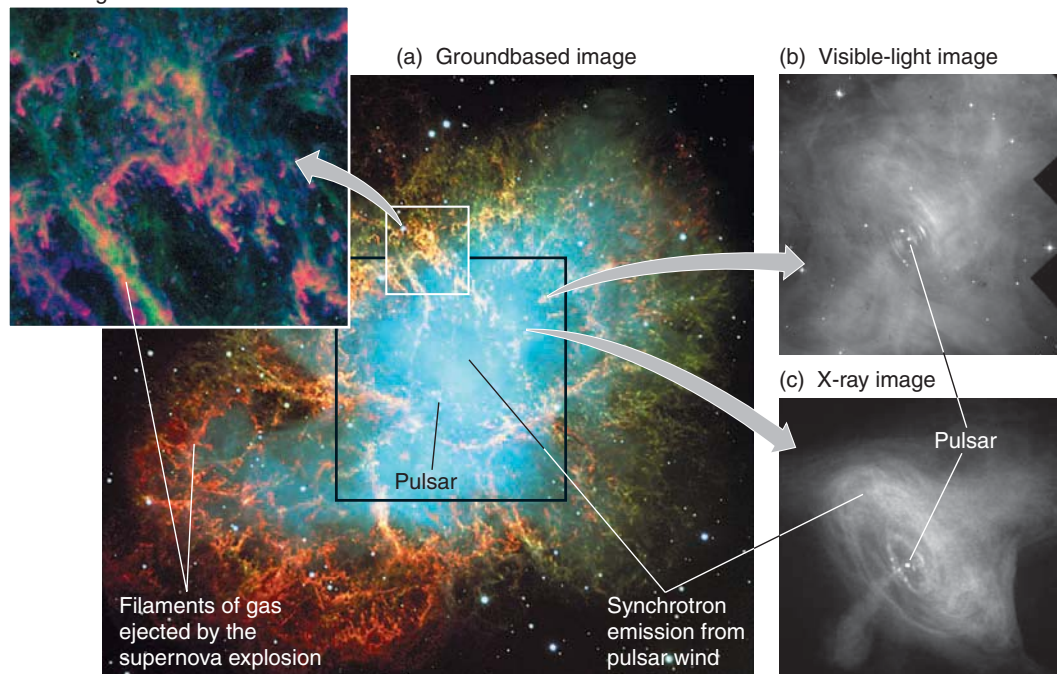 (a) Groundbased image
(b) Visible-light image
(c) X-ray image
Pulsar
Pulsar
Filaments of gas
ejected by the
supernova explosion
Synchrotron
emission from
pulsar wind